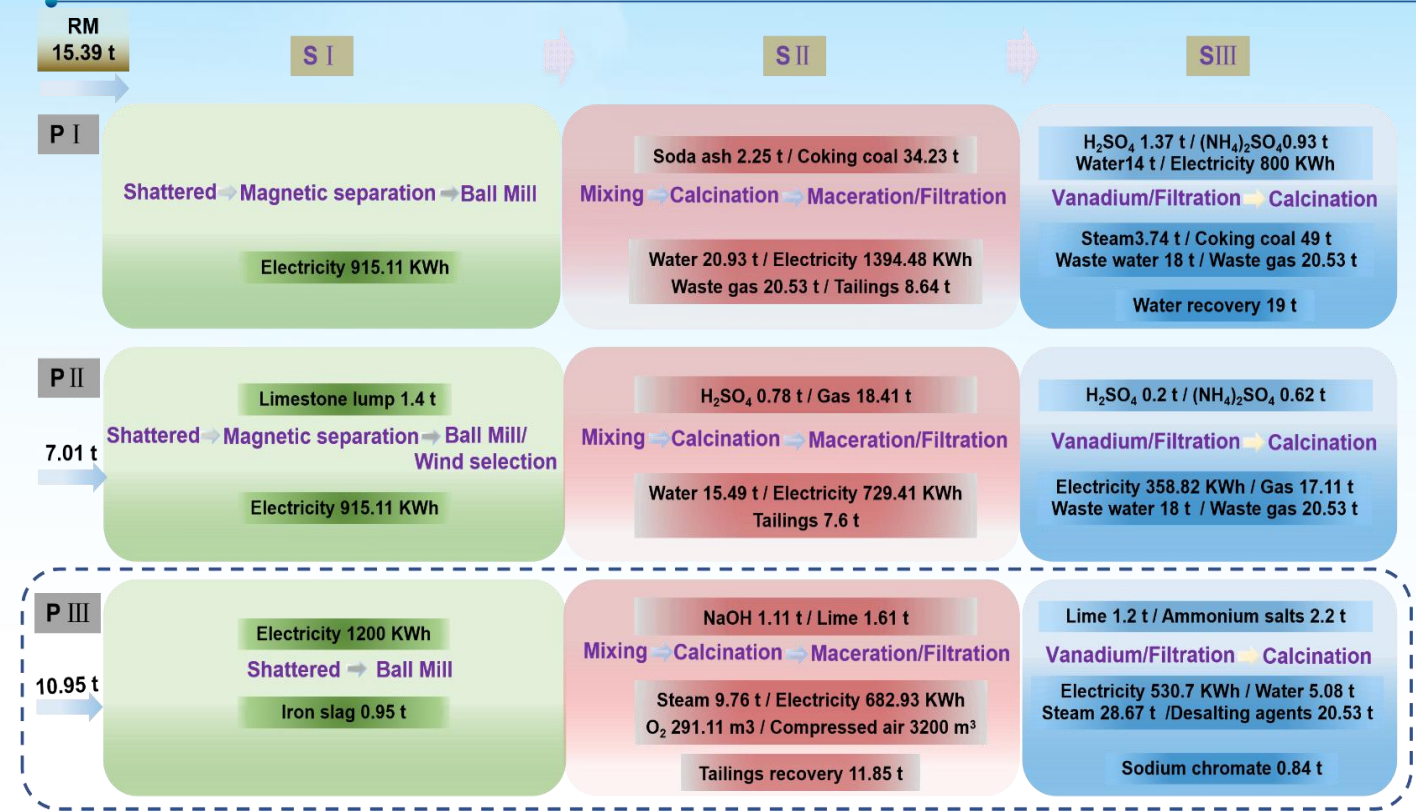 RM
15.39 t
S Ⅰ
S Ⅱ
SⅢ
P Ⅰ
Shattered Magnetic separation Ball Mill
Electricity 915.11 KWh
Soda ash 2.25 t / Coking coal 34.23 t
Mixing Calcination Maceration/Filtration
Water 20.93 t / Electricity 1394.48 KWh
Waste gas 20.53 t / Tailings 8.64 t
H₂SO₄ 1.37 t / (NH₄)₂SO₄0.93 t
Water14 t / Electricity 800 KWh
Vanadium/Filtration Calcination
Steam3.74 t / Coking coal 49 t
Waste water 18 t / Waste gas 20.53 t
Water recovery 19 t
P Ⅱ
7.01 t
Limestone lump 1.4 t
Shattered Magnetic separation Ball Mill/
Wind selection
Electricity 915.11 KWh
H₂SO₄ 0.78 t / Gas 18.41 t
Mixing Calcination Maceration/Filtration
Water 15.49 t / Electricity 729.41 KWh
Tailings 7.6 t
H₂SO₄ 0.2 t / (NH₄)₂SO₄ 0.62 t
Vanadium/Filtration Calcination
Electricity 358.82 KWh / Gas 17.11 t
Waste water 18 t / Waste gas 20.53 t
P Ⅲ
10.95 t
Electricity 1200 KWh
Shattered Ball Mill
Iron slag 0.95 t
NaOH 1.11 t / Lime 1.61 t
Mixing Calcination Maceration/Filtration
Steam 9.76 t / Electricity 682.93 KWh
O₂ 291.11 m3 / Compressed air 3200 m³
Tailings recovery 11.85 t
Lime 1.2 t / Ammonium salts 2.2 t
Vanadium/Filtration Calcination
Electricity 530.7 KWh / Water 5.08 t
Steam 28.67 t /Desalting agents 20.53 t
Sodium chromate 0.84 t